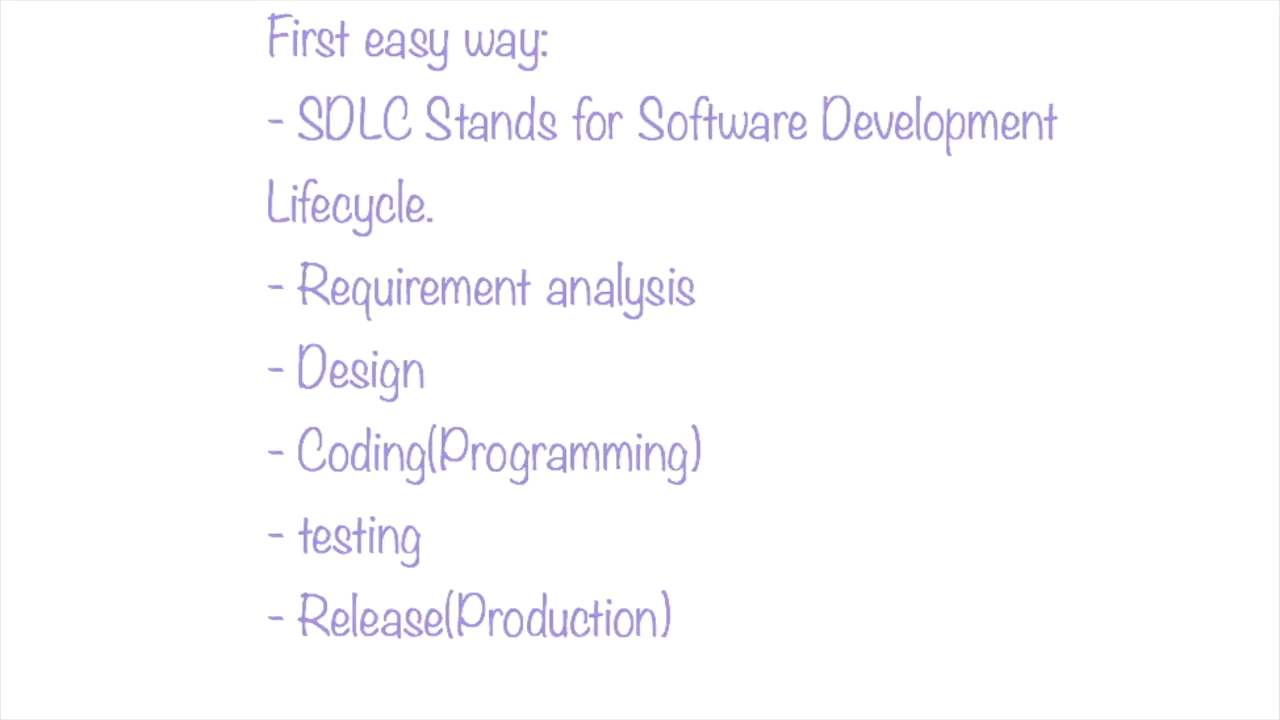 First easy way:
- SDLC Stands for Software Development
Lifecycle.
- Requirement analysis
- Design
- Coding(Programming)
- testing
- Release(Production)